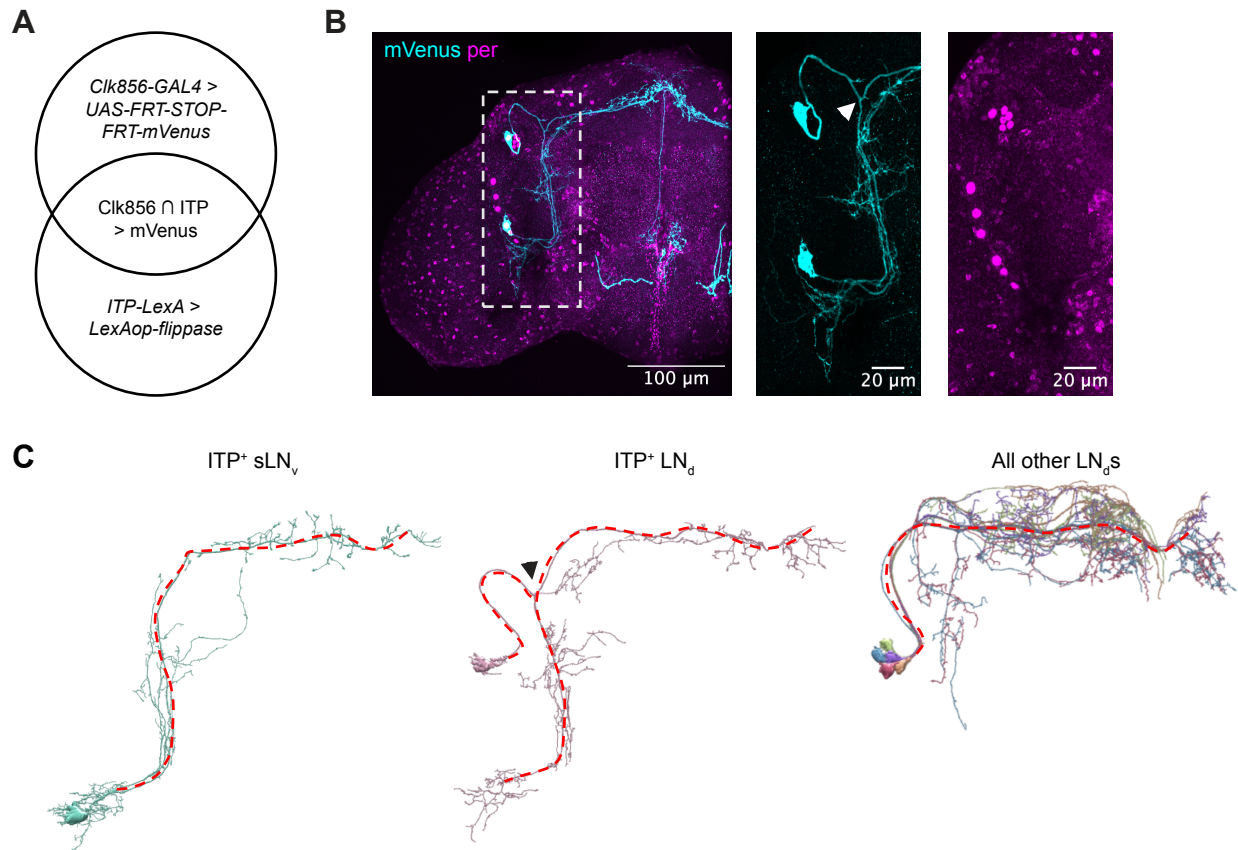 A
Clk856-GAL4 >
UAS-FRT-STOP-
FRT-mVenus
Clk856 ∩ ITP
> mVenus
ITP-LexA >
LexAop-flippase
B
mVenus per
100 µm
20 µm
20 µm
C
ITP⁺ sLNᵥ
ITP⁺ LN_d
All other LN_ds